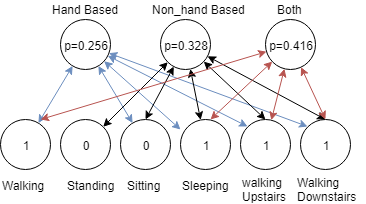 Hand Based Non_hand Based Both
p=0.256 p=0.328 p=0.416
1 0 0 1 1 1
Walking Standing Sitting Sleeping walking Upstairs Walking Downstairs